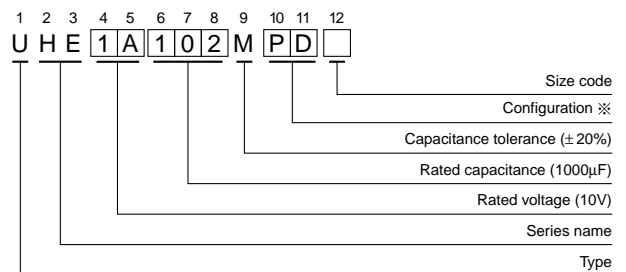 1 2 3 4 5 6 7 8 9 10 11 12
U H E 1 A 1 0 2 M P D
Size code
Configuration ※
Capacitance tolerance (±20%)
Rated capacitance (1000μF)
Rated voltage (10V)
Series name
Type